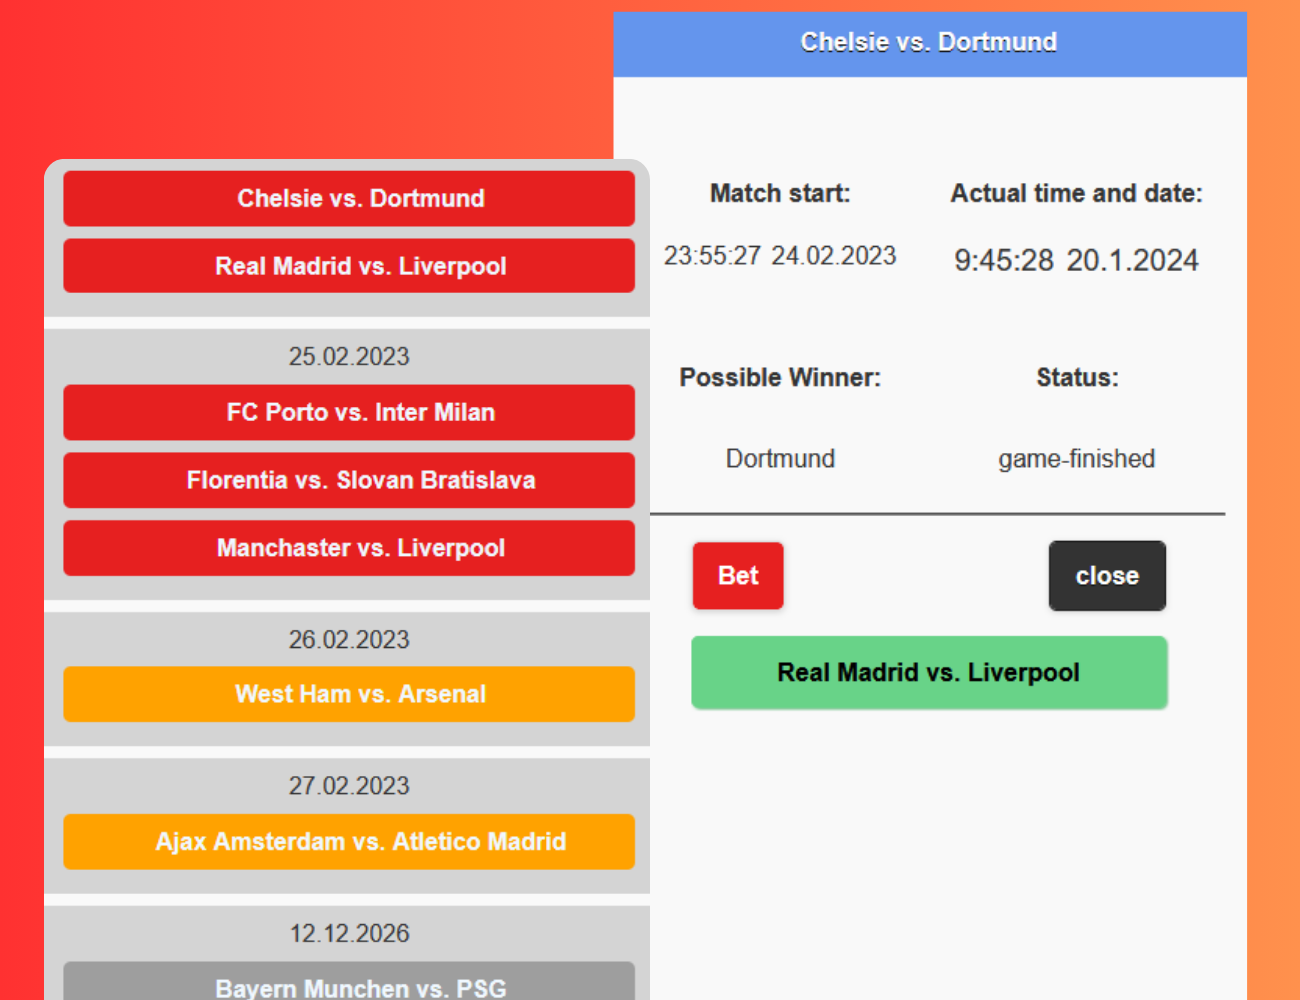 Chelsie vs. Dortmund
Chelsie vs. Dortmund
Real Madrid vs. Liverpool
25.02.2023
FC Porto vs. Inter Milan
Florentia vs. Slovan Bratislava
Manchaster vs. Liverpool
26.02.2023
West Ham vs. Arsenal
27.02.2023
Ajax Amsterdam vs. Atletico Madrid
12.12.2026
Bayern Munchen vs. PSG
Match start: Actual time and date:
23:55:27 24.02.2023 9:45:28 20.1.2024
Possible Winner: Status:
Dortmund game-finished
Bet close
Real Madrid vs. Liverpool